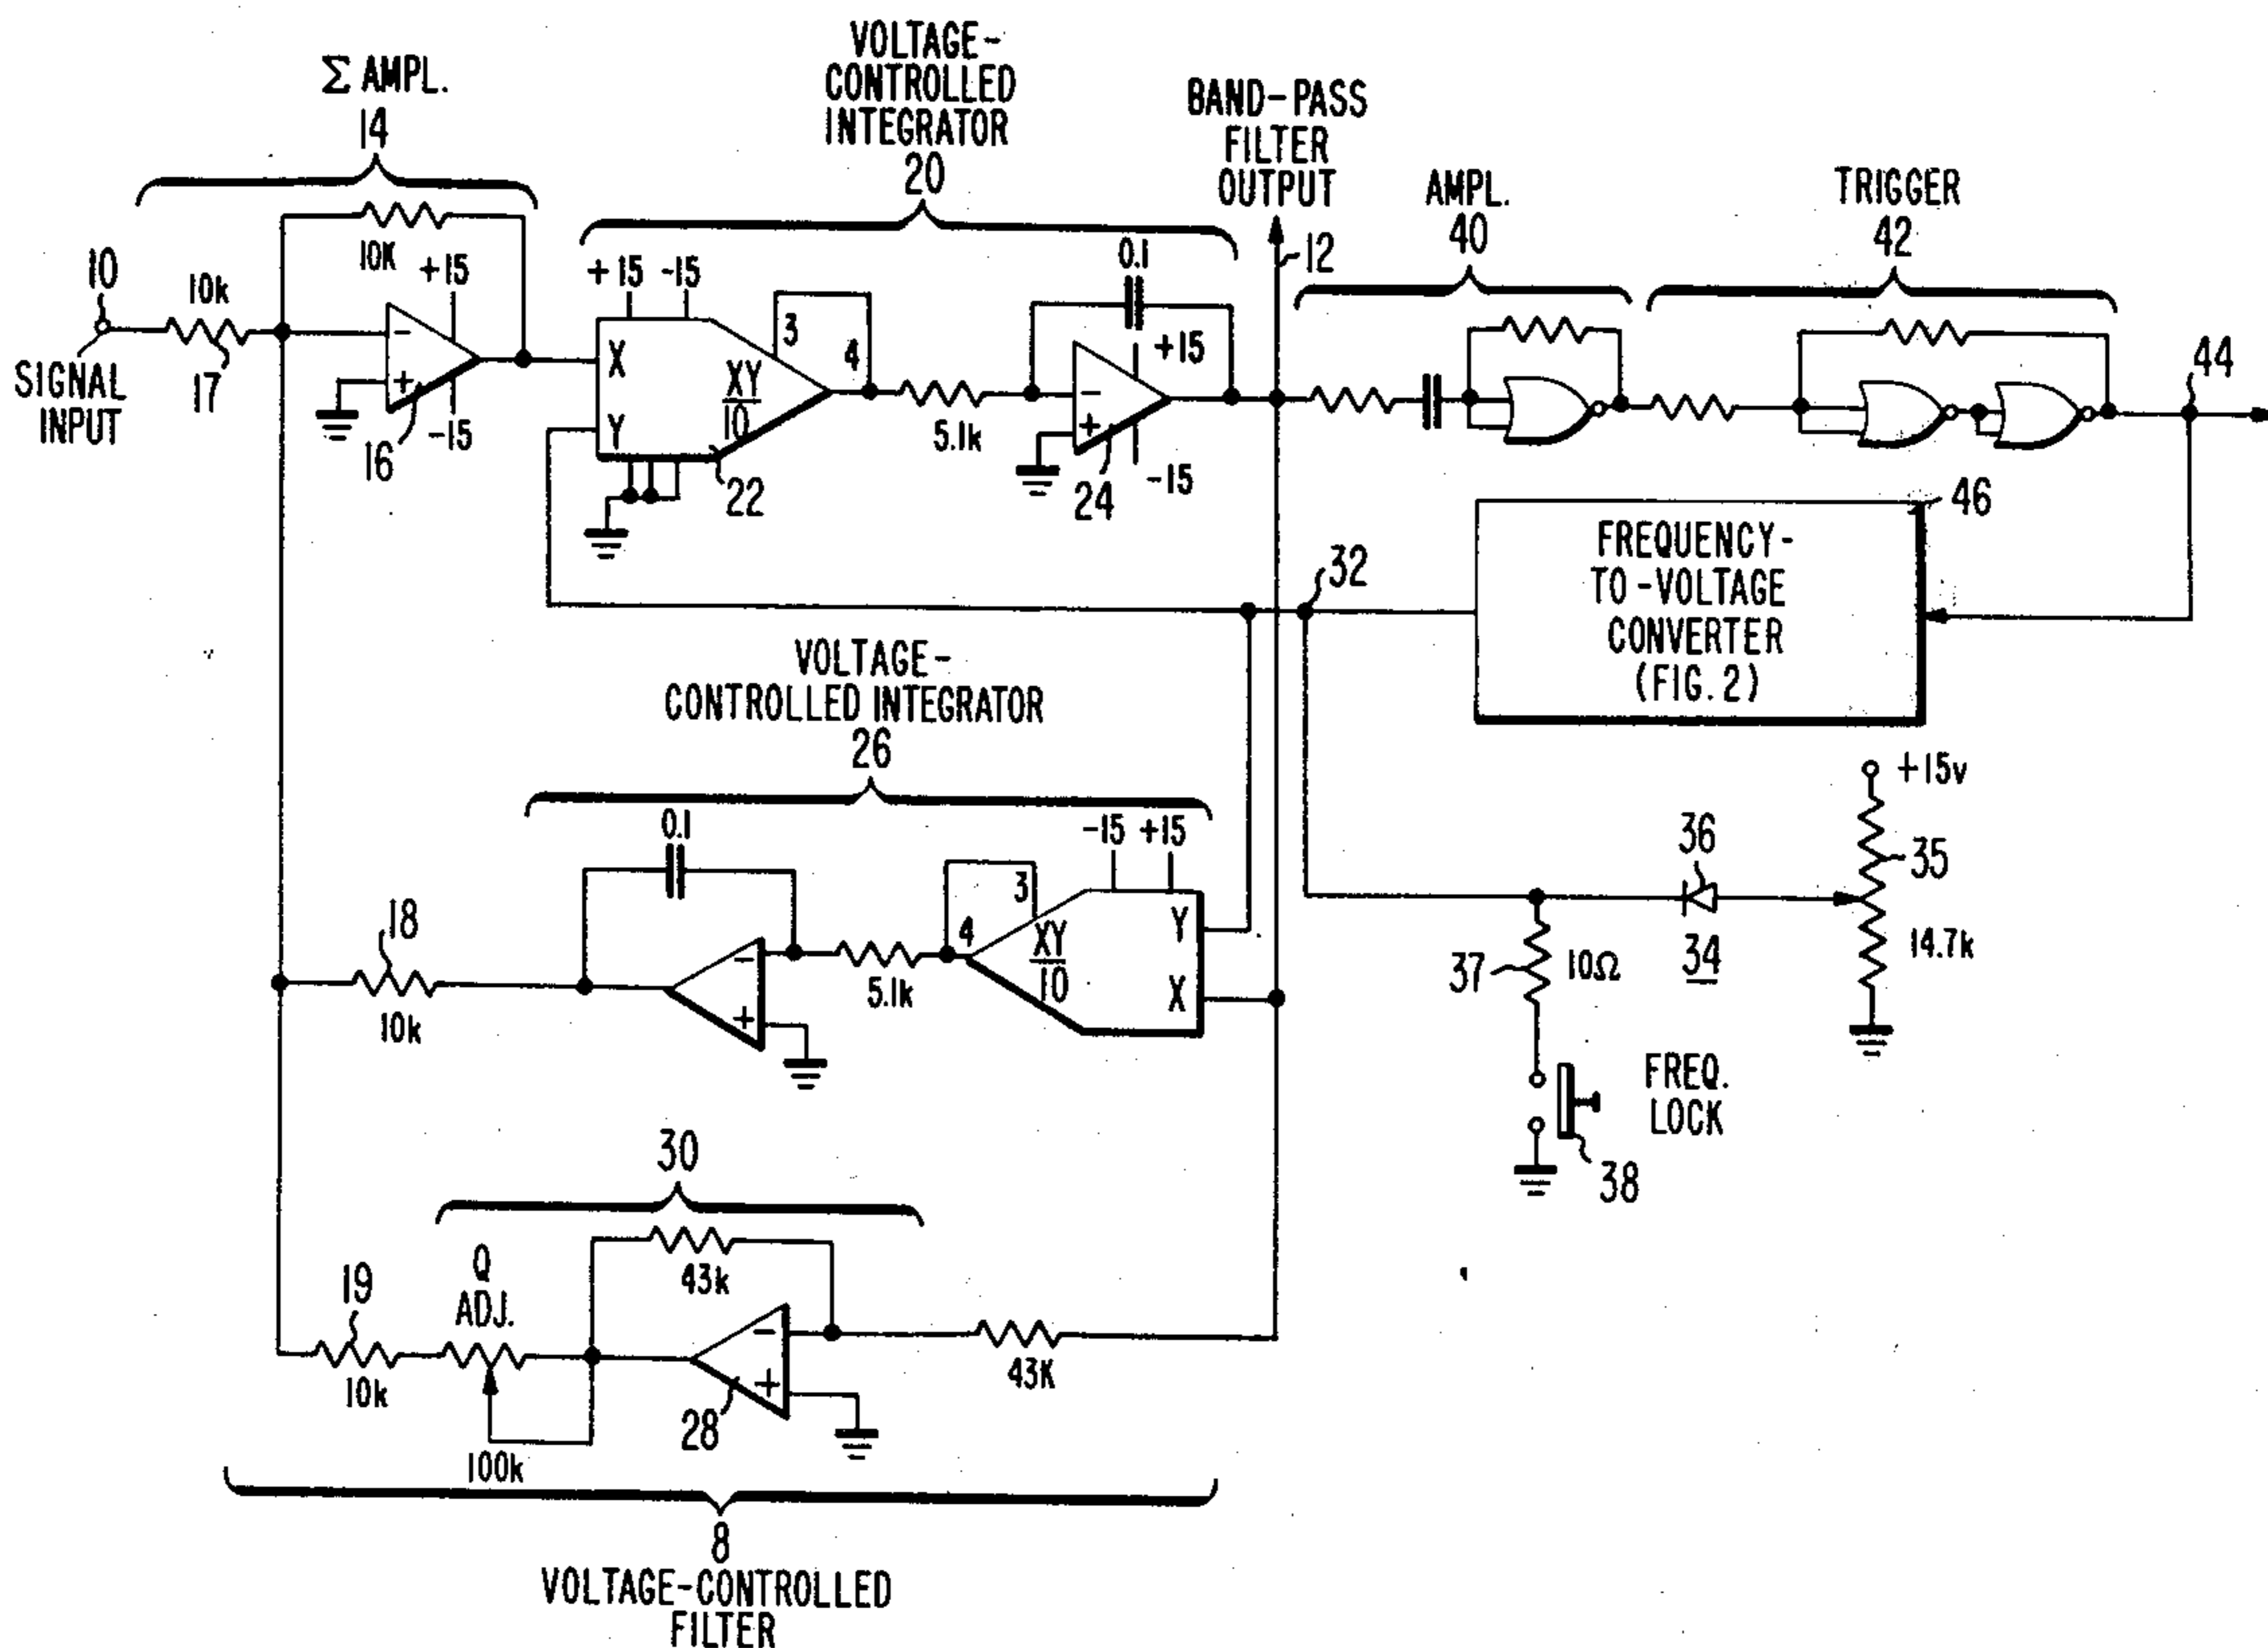 Σ AMPL.
14
VOLTAGE-
CONTROLLED
INTEGRATOR
20
BAND-PASS
FILTER
OUTPUT
12
AMPL.
40
TRIGGER
42
10
SIGNAL
INPUT
10k
17
10K
+15
-15
-
+
16
+15 -15
X
Y
XY
10
3
4
22
5.1k
0.1
+15
-
+
-15
24
44
32
46
FREQUENCY-
TO-VOLTAGE
CONVERTER
(FIG. 2)
VOLTAGE-
CONTROLLED INTEGRATOR
26
0.1
18
10k
-
+
5.1k
4
3
XY
10
-15 +15
Y
X
+15v
36
35
34
14.7k
37
10Ω
FREQ.
LOCK
38
30
43k
Q
ADJ.
19
10k
100k
-
+
28
43K
8
VOLTAGE-CONTROLLED
FILTER